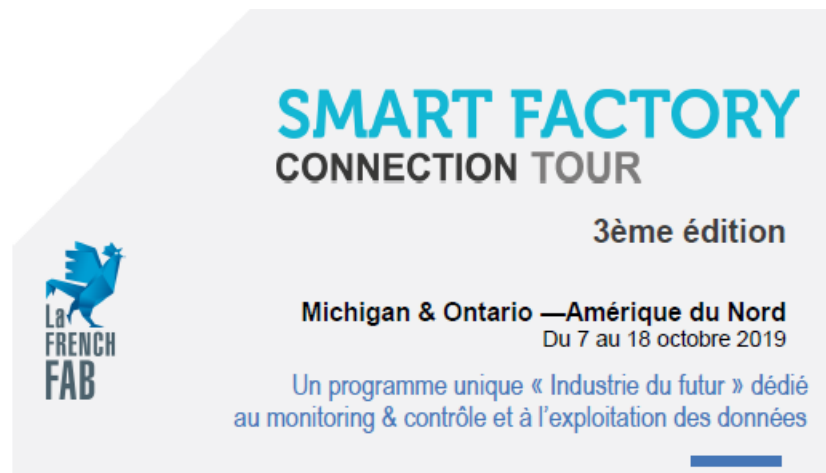 SMART FACTORY
CONNECTION TOUR
3ème édition
La
FRENCH
FAB
Michigan & Ontario —Amérique du Nord
Du 7 au 18 octobre 2019
Un programme unique « Industrie du futur » dédié
au monitoring & contrôle et à l’exploitation des données